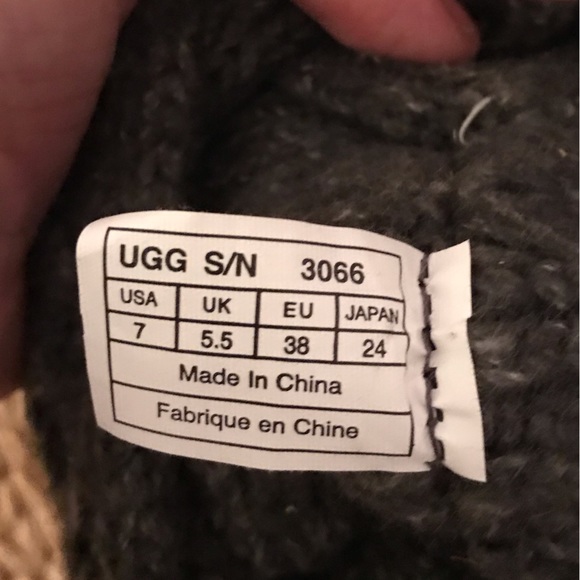 UGG S/N 3066
USA UK EU JAPAN
7 5.5 38 24
Made In China
Fabrique en Chine